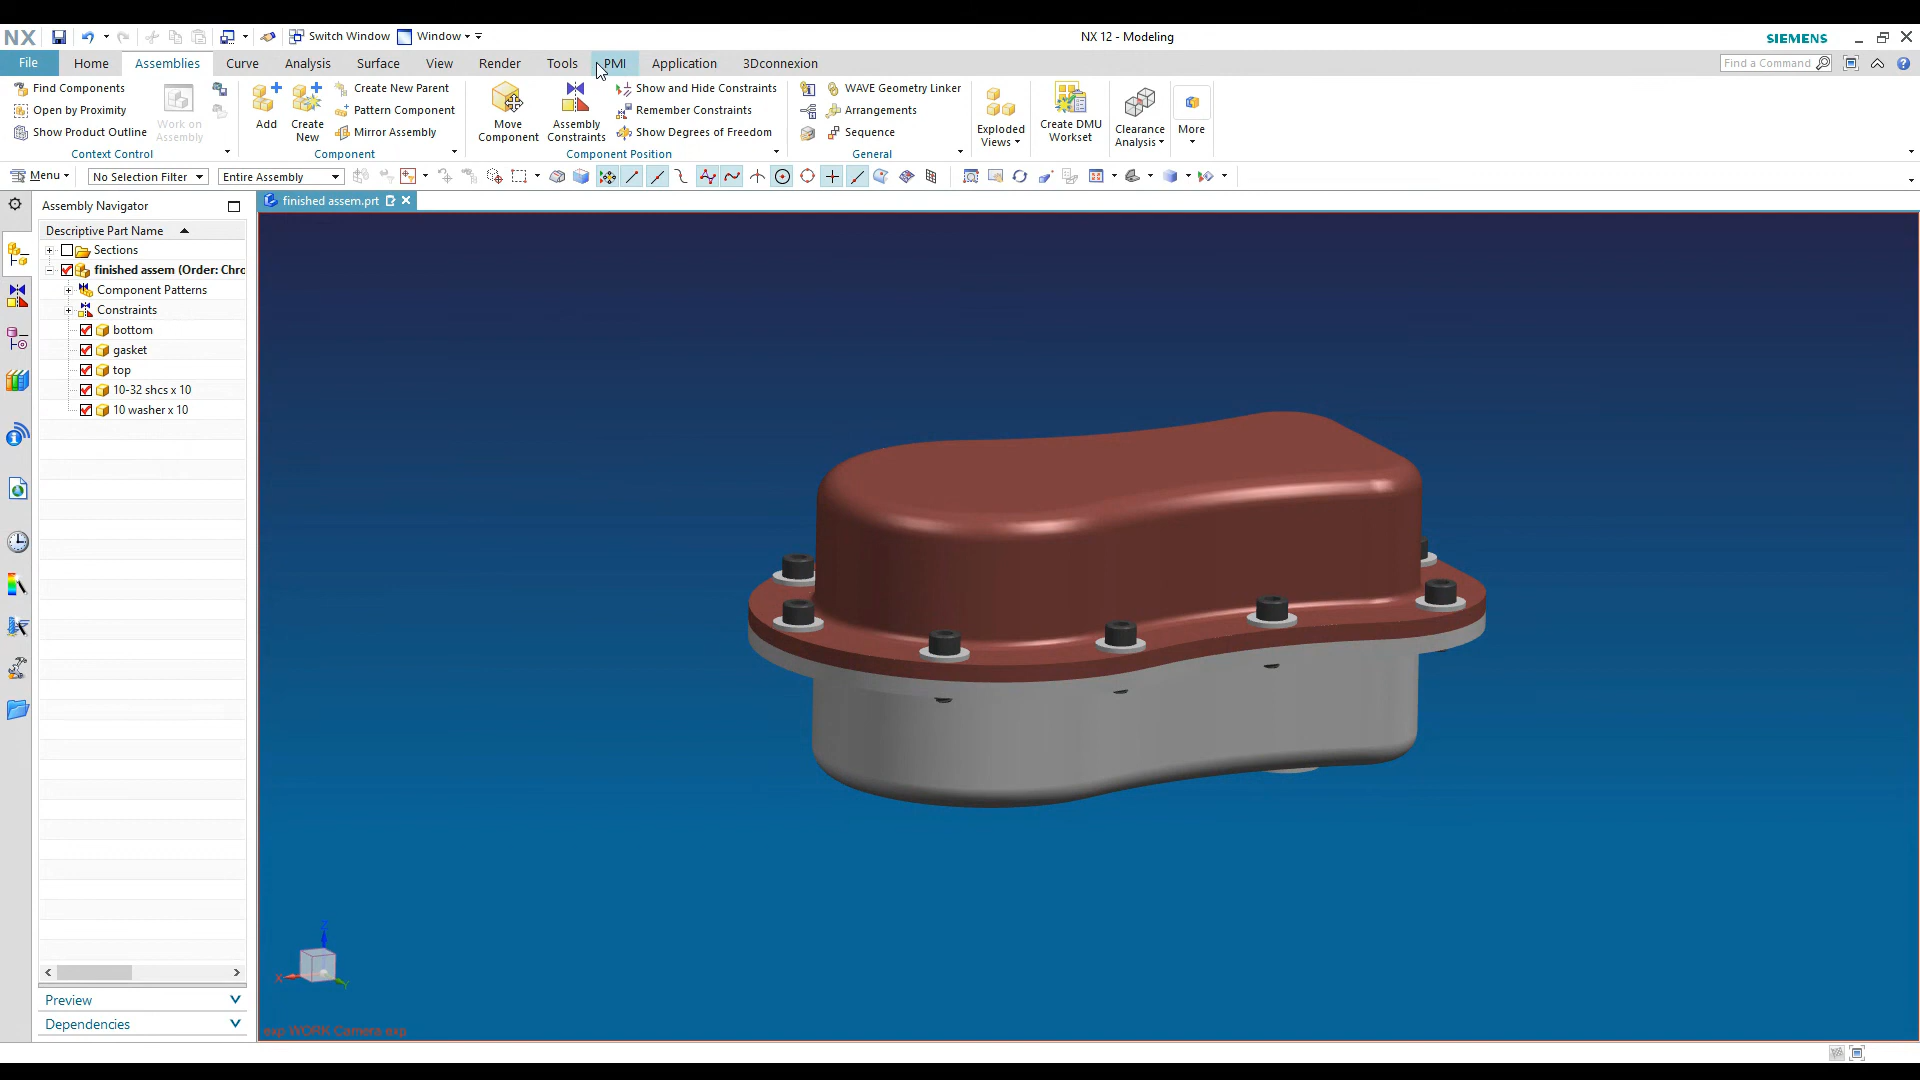 NX Switch Window Window NX 12 - Modeling SIEMENS
File Home Assemblies Curve Analysis Surface View Render Tools PMI Application 3Dconnexion Find a Command
Find Components
Open by Proximity
Show Product Outline
Work on
Assembly
Context Control
Add
Create
New
Create New Parent
Pattern Component
Mirror Assembly
Component
Move
Component
Assembly
Constraints
Show and Hide Constraints
Remember Constraints
Show Degrees of Freedom
Component Position
WAVE Geometry Linker
Arrangements
Sequence
General
Exploded
Views
Create DMU
Workset
Clearance
Analysis
More
Menu No Selection Filter Entire Assembly
Assembly Navigator
finished assem.prt
Descriptive Part Name
Sections
finished assem (Order: Chro
Component Patterns
Constraints
bottom
gasket
top
10-32 shcs x 10
10 washer x 10
Z
X
Y
Preview
Dependencies
exp WORK Camera exp